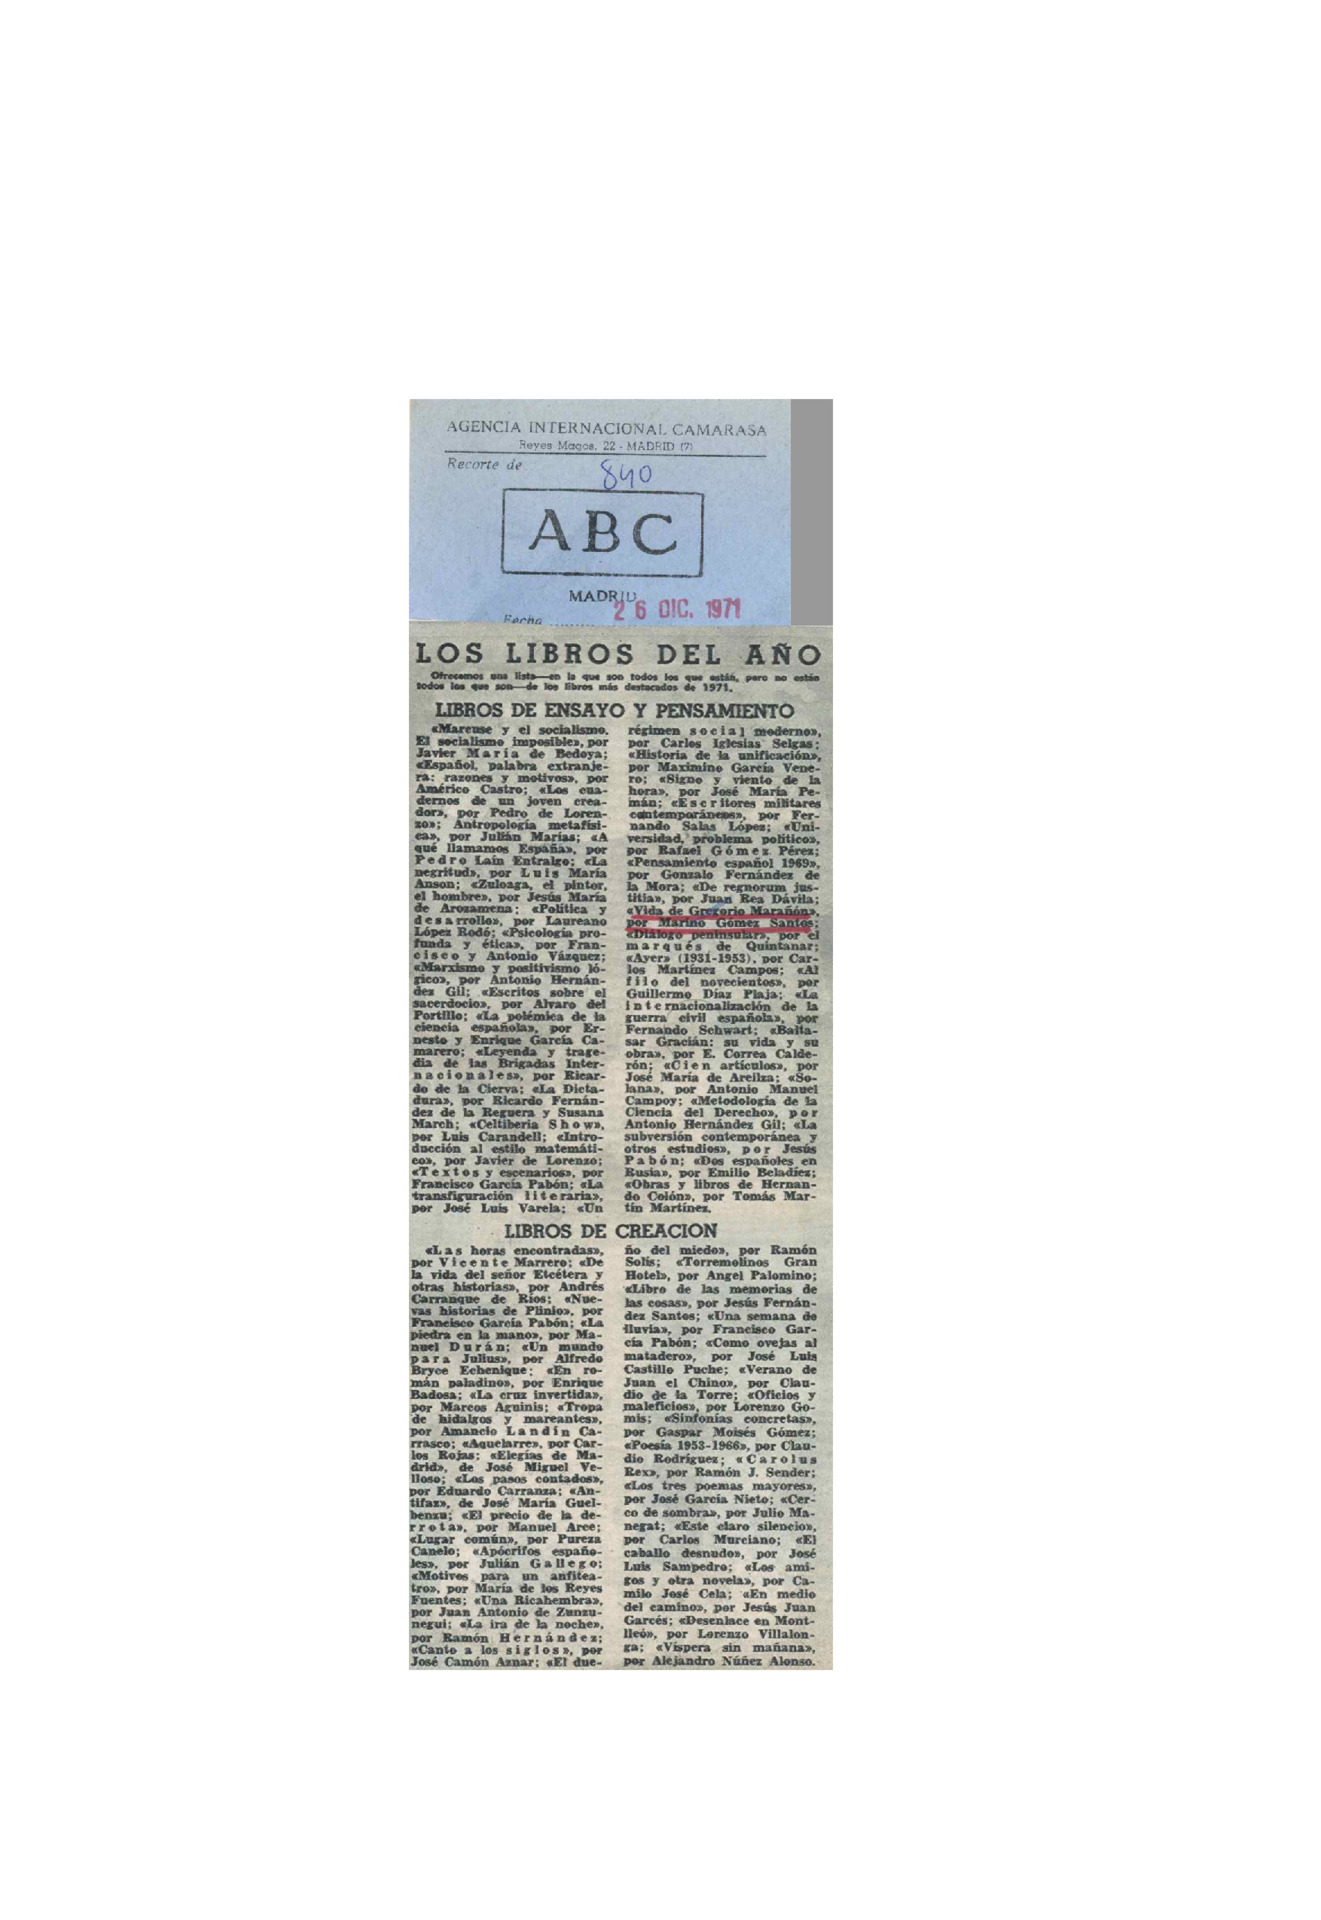 AGENCIA INTERNACIONAL CAMARASA
Reyes Magos, 22 - MADRID (7)
Recorte de
840
ABC
MADRID
26 DIC. 1971
Fecha
LOS LIBROS DEL AÑO
Ofrecemos una lista—en la que son todos los que están, pero no están
todos los que son—de los libros más destacados de 1971.
LIBROS DE ENSAYO Y PENSAMIENTO
«Marcuse y el socialismo.
El socialismo imposible», por
Javier María de Bedoya;
«Español, palabra extranje-
ra: razones y motivos», por
Américo Castro; «Los cua-
dernos de un joven crea-
dor», por Pedro de Loren-
zo»; Antropología metafísi-
ca», por Julián Marías; «A
qué llamamos España», por
Pedro Laín Entralgo; «La
negritud», por Luis María
Anson; «Zuloaga, el pintor,
el hombre», por Jesús María
de Arozamena; «Política y
desarrollo», por Laureano
López Rodó; «Psicología pro-
funda y ética», por Fran-
cisco y Antonio Vázquez;
«Marxismo y positivismo ló-
gico», por Antonio Hernán-
dez Gil; «Escritos sobre el
sacerdocio», por Alvaro del
Portillo; «La polémica de la
ciencia española», por Er-
nesto y Enrique García Ca-
marero; «Leyenda y trage-
dia de las Brigadas Inter-
nacionales», por Ricar-
do de la Cierva; «La Dicta-
dura», por Ricardo Fernán-
dez de la Reguera y Susana
March; «Celtiberia Show»,
por Luis Carandell; «Intro-
ducción al estilo matemáti-
co», por Javier de Lorenzo;
«Textos y escenarios», por
Francisco García Pabón; «La
transfiguración literaria»,
por José Luis Varela; «Un
régimen social moderno»,
por Carlos Iglesias Selgas;
«Historia de la unificación»,
por Maximino García Vene-
ro; «Signo y viento de la
hora», por José María Pe-
mán; «Escritores militares
contemporáneos», por Fer-
nando Salas López; «Uni-
versidad, problema político»,
por Rafael Gómez Pérez;
«Pensamiento español 1969»,
por Gonzalo Fernández de
la Mora; «De regnorum jus-
titia», por Juan Rea Dávila;
«Vida de Gregorio Marañón»,
por Marino Gómez Santos;
«Diálogo peninsular», por el
marqués de Quintanar;
«Ayer» (1931-1953), por Car-
los Martínez Campos; «Al
filo del novecientos», por
Guillermo Díaz Plaja; «La
internacionalización de la
guerra civil española», por
Fernando Schwart; «Balta-
sar Gracián: su vida y su
obra», por E. Correa Calde-
rón; «Cien artículos», por
José María de Areilza; «So-
lana», por Antonio Manuel
Campoy; «Metodología de la
Ciencia del Derecho», por
Antonio Hernández Gil; «La
subversión contemporánea y
otros estudios», por Jesús
Pabón; «Dos españoles en
Rusia», por Emilio Beladiez;
«Obras y libros de Hernan-
do Colón», por Tomás Mar-
tín Martínez.
LIBROS DE CREACION
«Las horas encontradas»,
por Vicente Marrero; «De
la vida del señor Etcétera y
otras historias», por Andrés
Carranque de Ríos; «Nue-
vas historias de Plinio», por
Francisco García Pabón; «La
piedra en la mano», por Ma-
nuel Durán; «Un mundo
para Julius», por Alfredo
Bryce Echenique; «En ro-
mán paladino», por Enrique
Badosa; «La cruz invertida»,
por Marcos Aguinis; «Tropa
de hidalgos y mareantes»,
por Amancio Landín Ca-
rrasco; «Aquelarre», por Car-
los Rojas; «Elegías de Ma-
drid», de José Miguel Ve-
lloso; «Los pasos contados»,
por Eduardo Carranza; «An-
tifaz», de José María Guel-
benzu; «El precio de la de-
rrota», por Manuel Arce;
«Lugar común», por Pureza
Canelo; «Apócrifos españo-
les», por Julián Gallego;
«Motivos para un anfitea-
tro», por María de los Reyes
Fuentes; «Una Ricahembra»,
por Juan Antonio de Zunzu-
negui; «La ira de la noche»,
por Ramón Hernández;
«Canto a los siglos», por
José Camón Aznar; «El due-
ño del miedo», por Ramón
Solís; «Torremolinos Gran
Hotel», por Angel Palomino;
«Libro de las memorias de
las cosas», por Jesús Fernán-
dez Santos; «Una semana de
lluvia», por Francisco Gar-
cía Pabón; «Como ovejas al
matadero», por José Luis
Castillo Puche; «Verano de
Juan el Chino», por Clau-
dio de la Torre; «Oficios y
maleficios», por Lorenzo Go-
mis; «Sinfonías concretas»,
por Gaspar Moisés Gómez;
«Poesía 1953-1966», por Clau-
dio Rodríguez; «Carolus
Rex», por Ramón J. Sender;
«Los tres poemas mayores»,
por José García Nieto; «Cer-
co de sombra», por Julio Ma-
negat; «Este claro silencio»,
por Carlos Murciano; «El
caballo desnudo», por José
Luis Sampedro; «Los ami-
gos y otra novela», por Ca-
milo José Cela; «En medio
del camino», por Jesús Juan
Garcés; «Desenlace en Mont-
lleó», por Lorenzo Villalon-
ga; «Víspera sin mañana»,
por Alejandro Núñez Alonso.